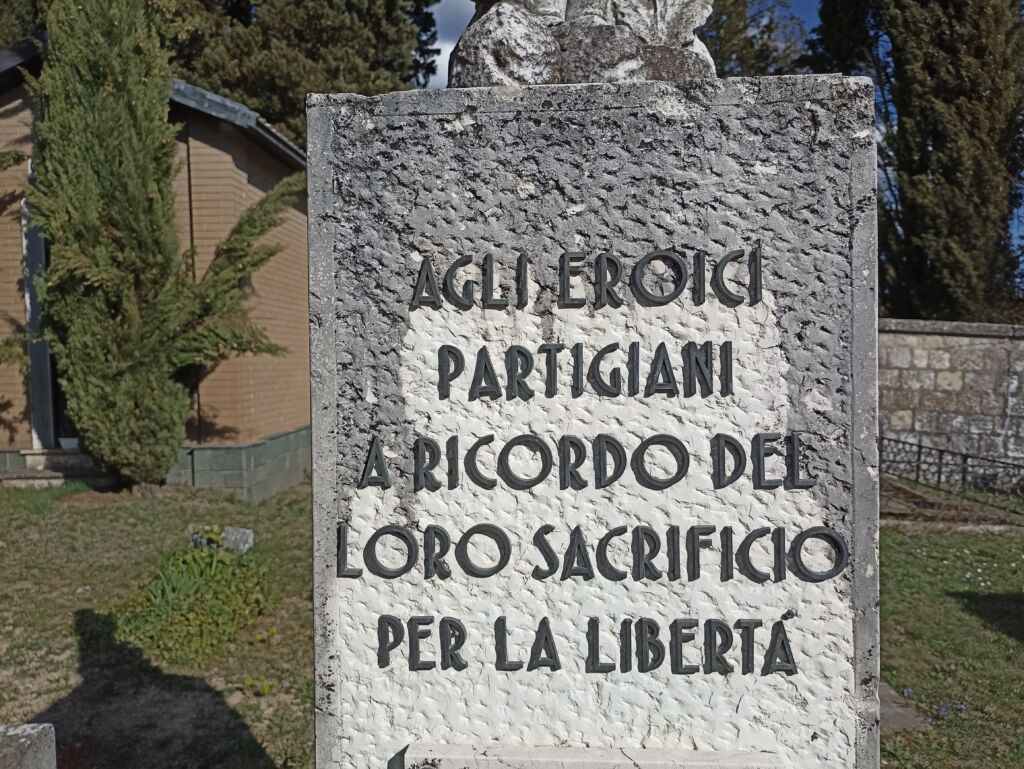 AGLI EROICI
PARTIGIANI
A RICORDO DEL
LORO SACRIFICIO
PER LA LIBERTÁ